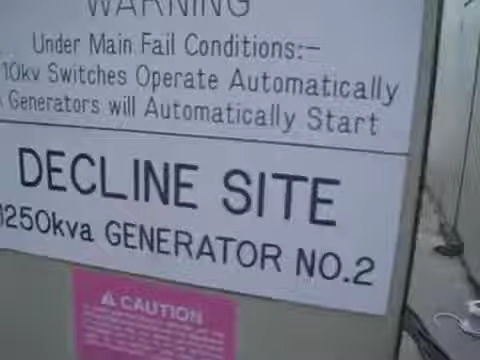 WARNING
Under Main Fail Conditions:-
10kv Switches Operate Automatically
Generators will Automatically Start
DECLINE SITE
1250kva GENERATOR NO.2
CAUTION